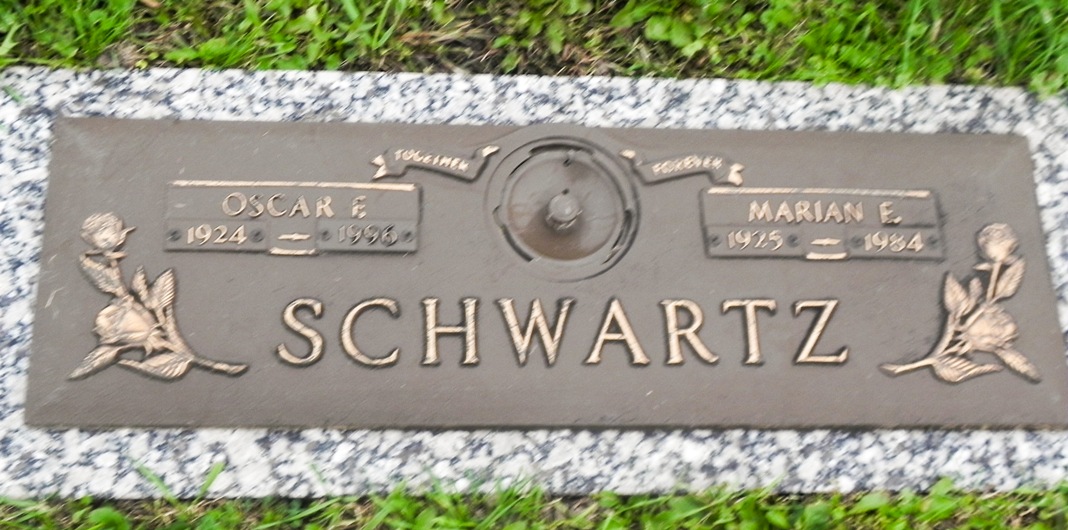 TOGETHER FOREVER
OSCAR F.
1924 – 1996
MARIAN E.
1925 – 1984
SCHWARTZ